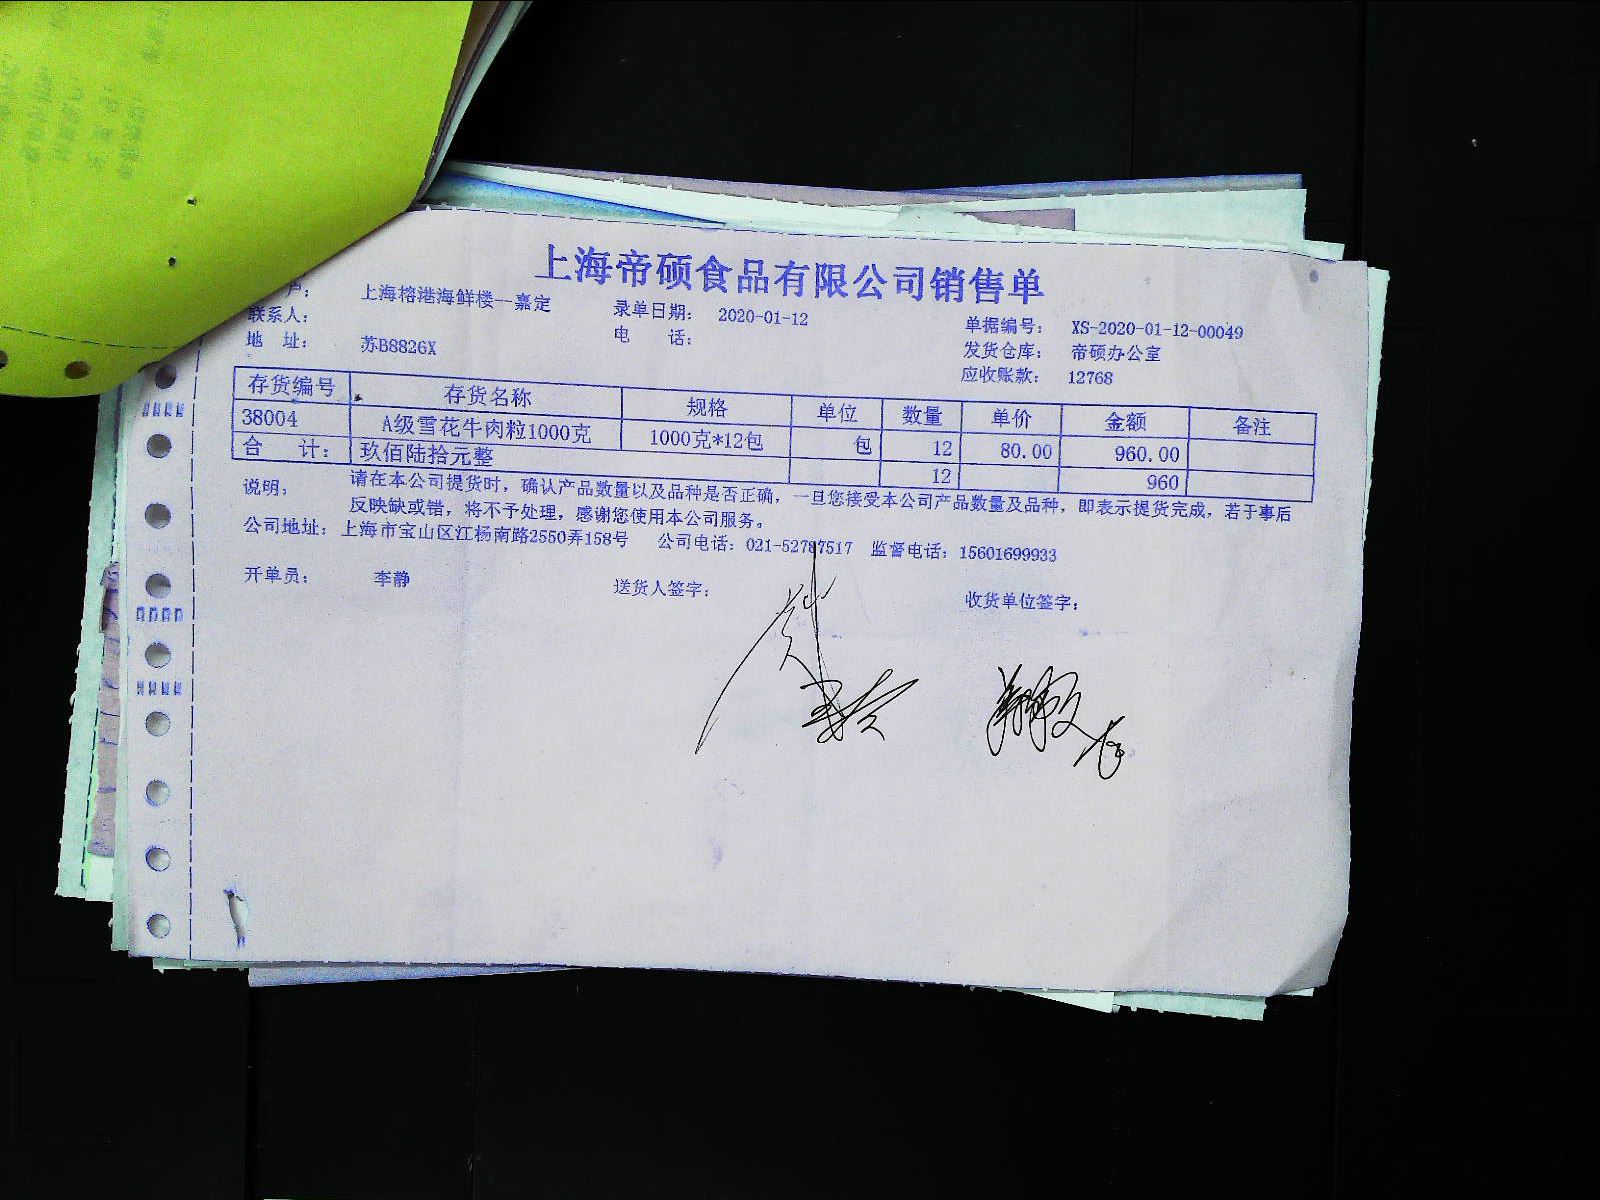 上海帝硕食品有限公司销售单
户： 上海榕港海鲜楼--嘉定 录单日期： 2020-01-12 单据编号： XS-2020-01-12-00049
联系人： 电 话： 发货仓库： 帝硕办公室
地 址： 苏B8826X 应收账款： 12768
存货编号 存货名称 规格 单位 数量 单价 金额 备注
38004 A级雪花牛肉粒1000克 1000克*12包 包 12 80.00 960.00
合 计： 玖佰陆拾元整 12 960
说明： 请在本公司提货时，确认产品数量以及品种是否正确，一旦您接受本公司产品数量及品种，即表示提货完成，若于事后
反映缺或错，将不予处理，感谢您使用本公司服务。
公司地址：上海市宝山区江杨南路2550弄158号 公司电话：021-52787517 监督电话：15601699933
开单员： 李静 送货人签字： 收货单位签字：